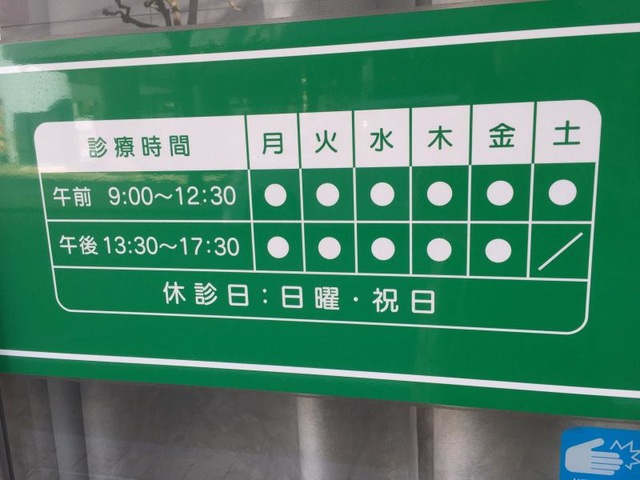 診療時間 月 火 水 木 金 土
午前 9:00〜12:30 ● ● ● ● ● ●
午後 13:30〜17:30 ● ● ● ● ● ／
休診日：日曜・祝日